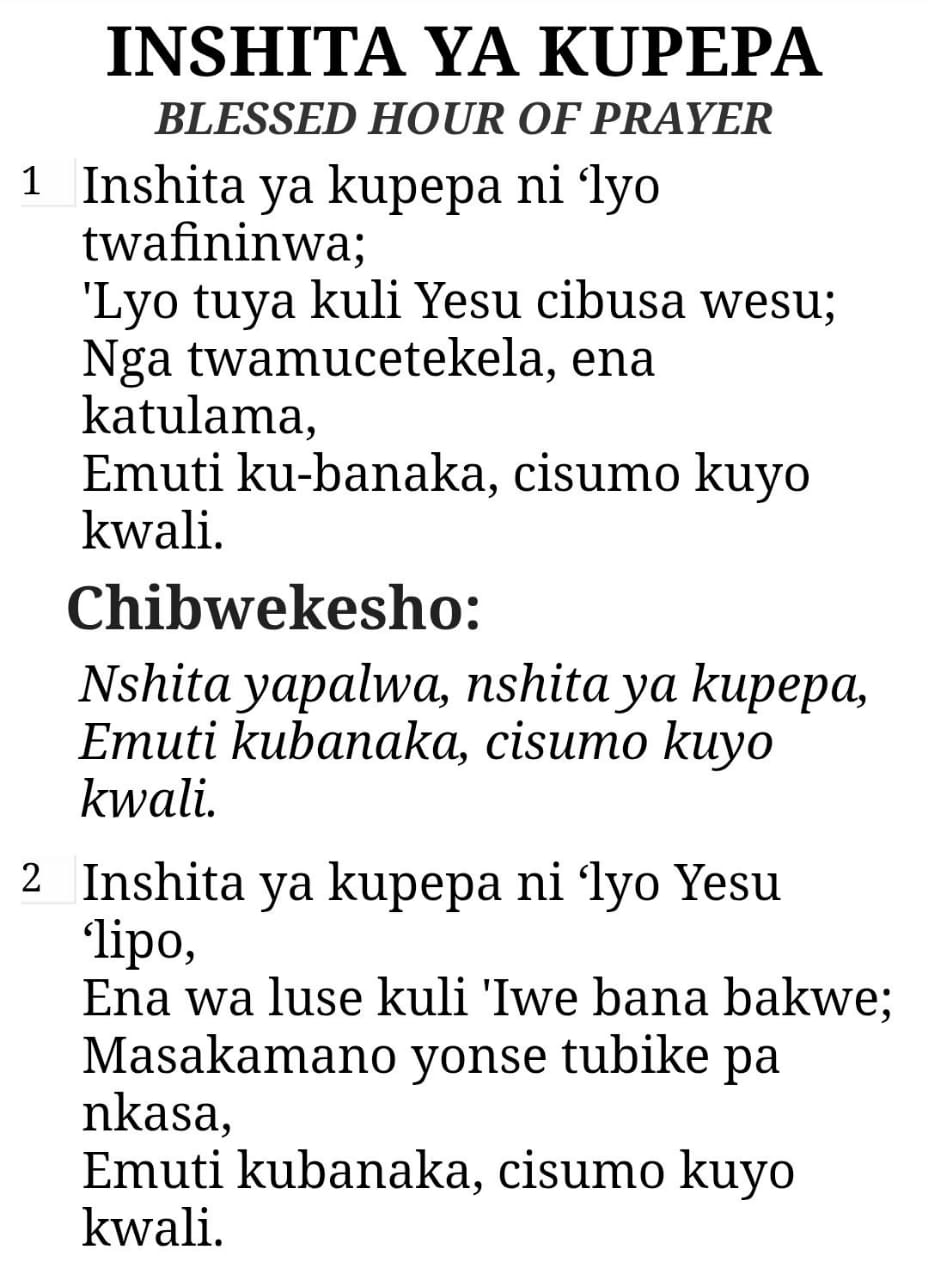 INSHITA YA KUPEPA
BLESSED HOUR OF PRAYER
1 Inshita ya kupepa ni ‘lyo
twafininwa;
'Lyo tuya kuli Yesu cibusa wesu;
Nga twamucetekela, ena
katulama,
Emuti ku-banaka, cisumo kuyo
kwali.
Chibwekesho:
Nshita yapalwa, nshita ya kupepa,
Emuti kubanaka, cisumo kuyo
kwali.
2 Inshita ya kupepa ni ‘lyo Yesu
‘lipo,
Ena wa luse kuli 'Iwe bana bakwe;
Masakamano yonse tubike pa
nkasa,
Emuti kubanaka, cisumo kuyo
kwali.